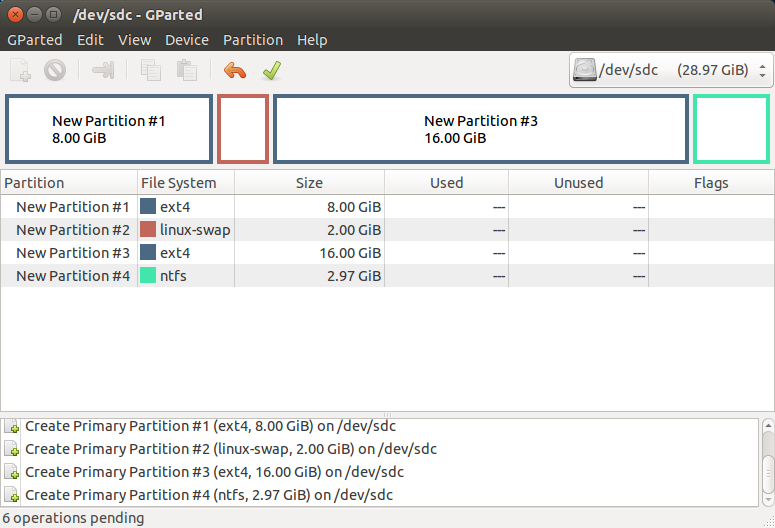 /dev/sdc - GParted
GParted Edit View Device Partition Help
/dev/sdc (28.97 GiB)
New Partition #1
8.00 GiB
New Partition #3
16.00 GiB
Partition File System Size Used Unused Flags
New Partition #1 ext4 8.00 GiB --- ---
New Partition #2 linux-swap 2.00 GiB --- ---
New Partition #3 ext4 16.00 GiB --- ---
New Partition #4 ntfs 2.97 GiB --- ---
Create Primary Partition #1 (ext4, 8.00 GiB) on /dev/sdc
Create Primary Partition #2 (linux-swap, 2.00 GiB) on /dev/sdc
Create Primary Partition #3 (ext4, 16.00 GiB) on /dev/sdc
Create Primary Partition #4 (ntfs, 2.97 GiB) on /dev/sdc
6 operations pending